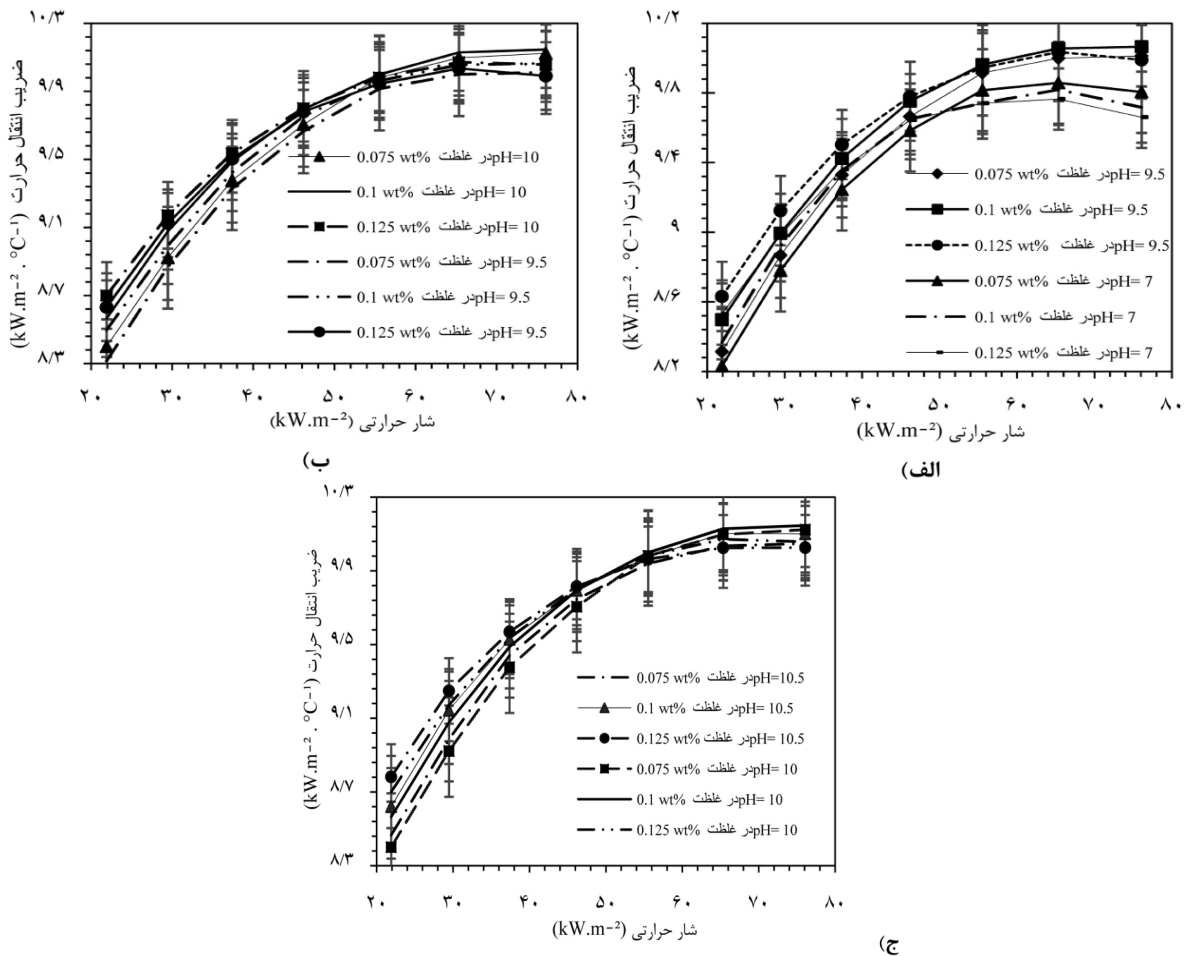 ۱۰/۲
۹/۸
۹/۴
۹
۸/۶
۸/۲
ضریب انتقال حرارت (kW.m⁻² . °C⁻¹)
0.075 wt% در غلظت pH= 9.5
0.1 wt% در غلظت pH= 9.5
0.125 wt% در غلظت pH= 9.5
0.075 wt% در غلظت pH= 7
0.1 wt% در غلظت pH= 7
0.125 wt% در غلظت pH= 7
۲۰ ۳۰ ۴۰ ۵۰ ۶۰ ۷۰ ۸۰
شار حرارتی (kW.m⁻²)
الف)
۱۰/۳
۹/۹
۹/۵
۹/۱
۸/۷
۸/۳
ضریب انتقال حرارت (kW.m⁻² . °C⁻¹)
0.075 wt% در غلظت pH=10
0.1 wt% در غلظت pH= 10
0.125 wt% در غلظت pH= 10
0.075 wt% در غلظت pH= 9.5
0.1 wt% در غلظت pH= 9.5
0.125 wt% در غلظت pH= 9.5
۲۰ ۳۰ ۴۰ ۵۰ ۶۰ ۷۰ ۸۰
شار حرارتی (kW.m⁻²)
ب)
۱۰/۳
۹/۹
۹/۵
۹/۱
۸/۷
۸/۳
ضریب انتقال حرارت (kW.m⁻² . °C⁻¹)
0.075 wt% در غلظت pH=10.5
0.1 wt% در غلظت pH= 10.5
0.125 wt% در غلظت pH= 10.5
0.075 wt% در غلظت pH= 10
0.1 wt% در غلظت pH= 10
0.125 wt% در غلظت pH= 10
۲۰ ۳۰ ۴۰ ۵۰ ۶۰ ۷۰ ۸۰
شار حرارتی (kW.m⁻²)
ج)